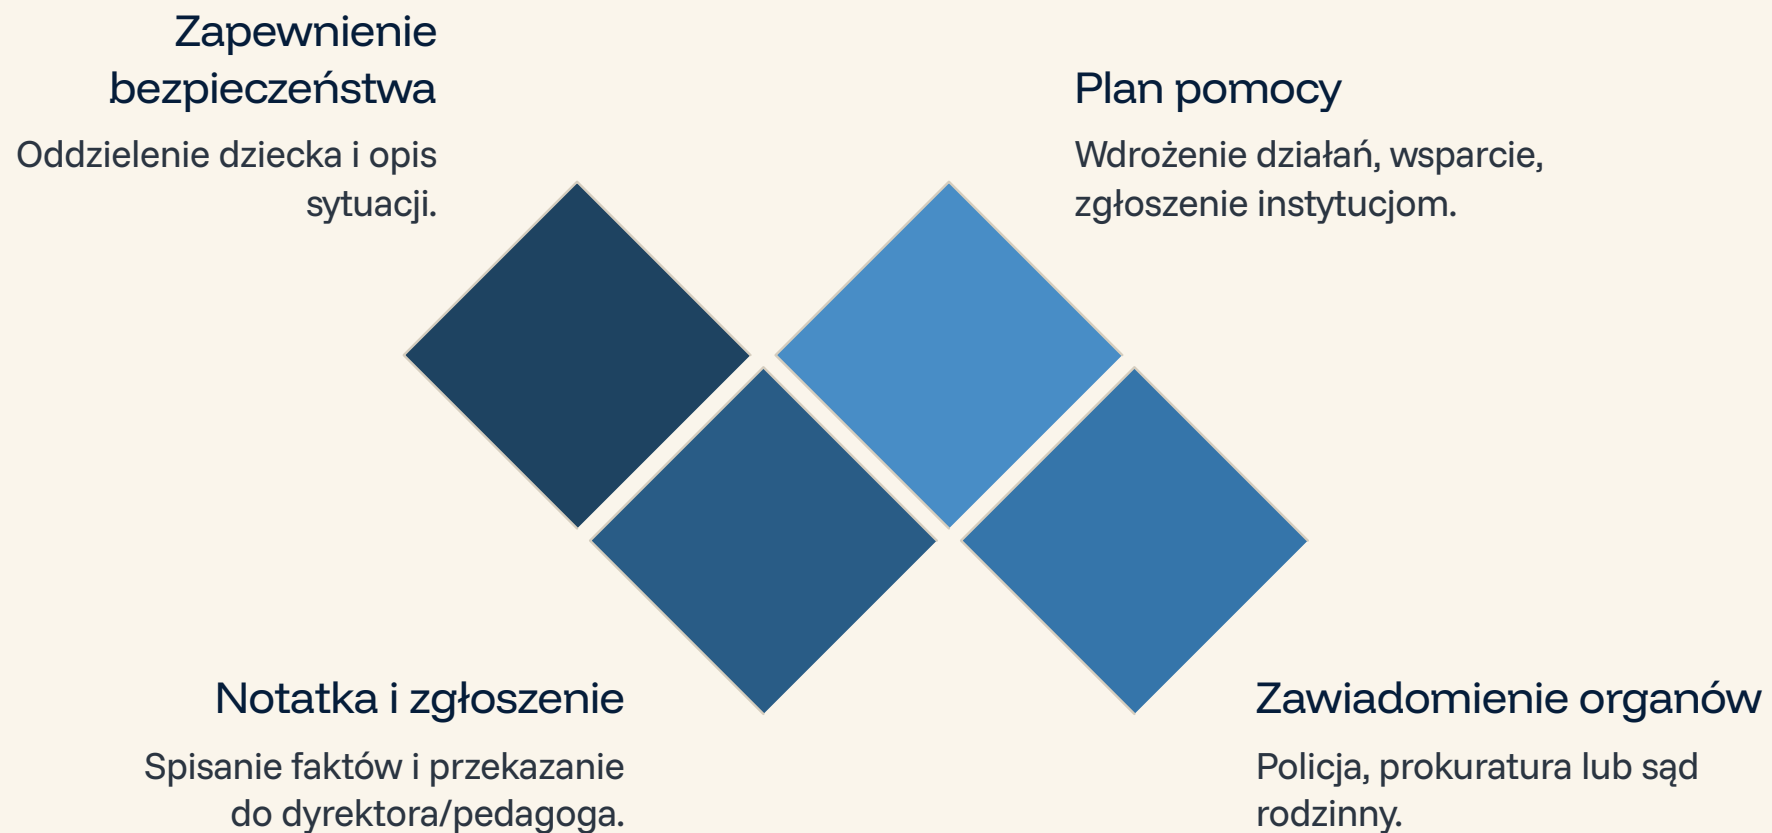 Zapewnienie
bezpieczeństwa
Oddzielenie dziecka i opis
sytuacji.
Plan pomocy
Wdrożenie działań, wsparcie,
zgłoszenie instytucjom.
Notatka i zgłoszenie
Spisanie faktów i przekazanie
do dyrektora/pedagoga.
Zawiadomienie organów
Policja, prokuratura lub sąd
rodzinny.